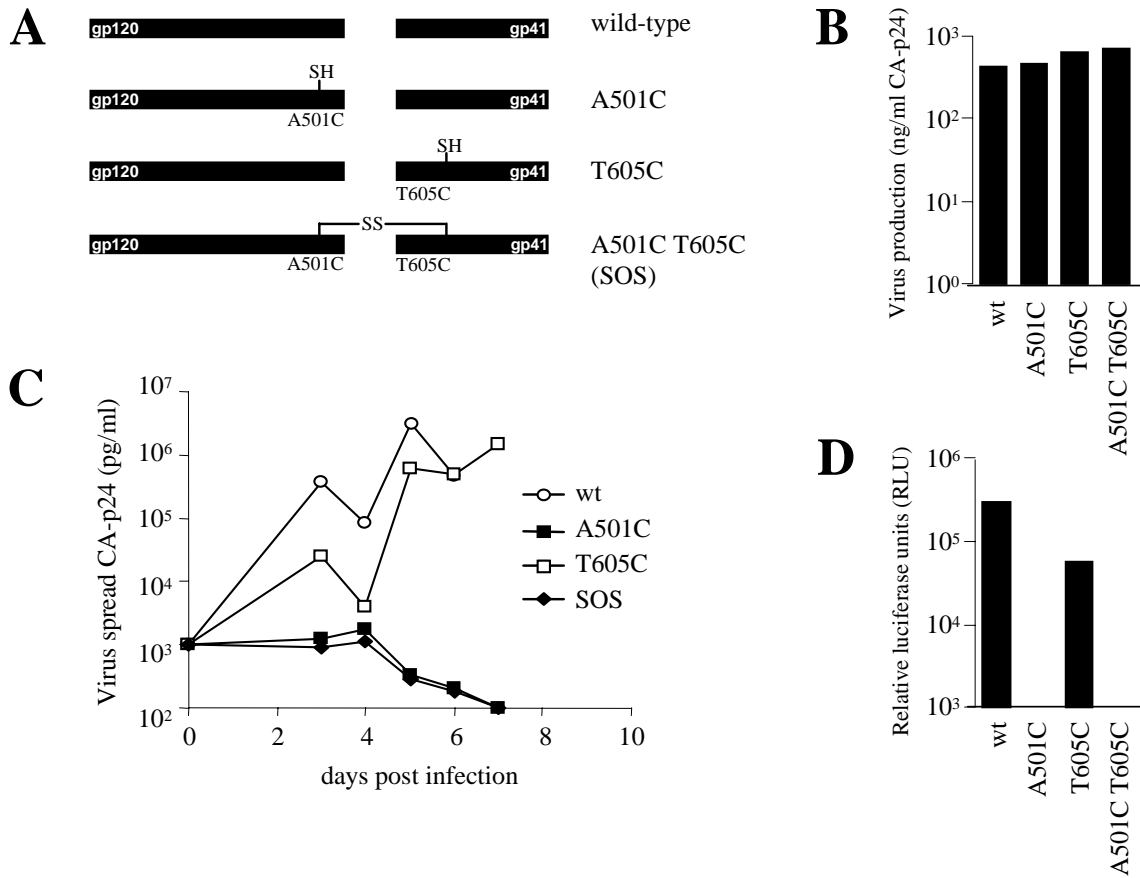 A
gp120
gp41
wild-type
SH
gp120
gp41
A501C
A501C
SH
gp120
gp41
T605C
T605C
SS
gp120
gp41
A501C
T605C
A501C T605C
(SOS)
B
Virus production (ng/ml CA-p24)
10³
10²
10¹
10⁰
wt
A501C
T605C
A501C T605C
C
Virus spread CA-p24 (pg/ml)
10⁷
10⁶
10⁵
10⁴
10³
10²
0 2 4 6 8 10
days post infection
wt
A501C
T605C
SOS
D
Relative luciferase units (RLU)
10⁶
10⁵
10⁴
10³
wt
A501C
T605C
A501C T605C